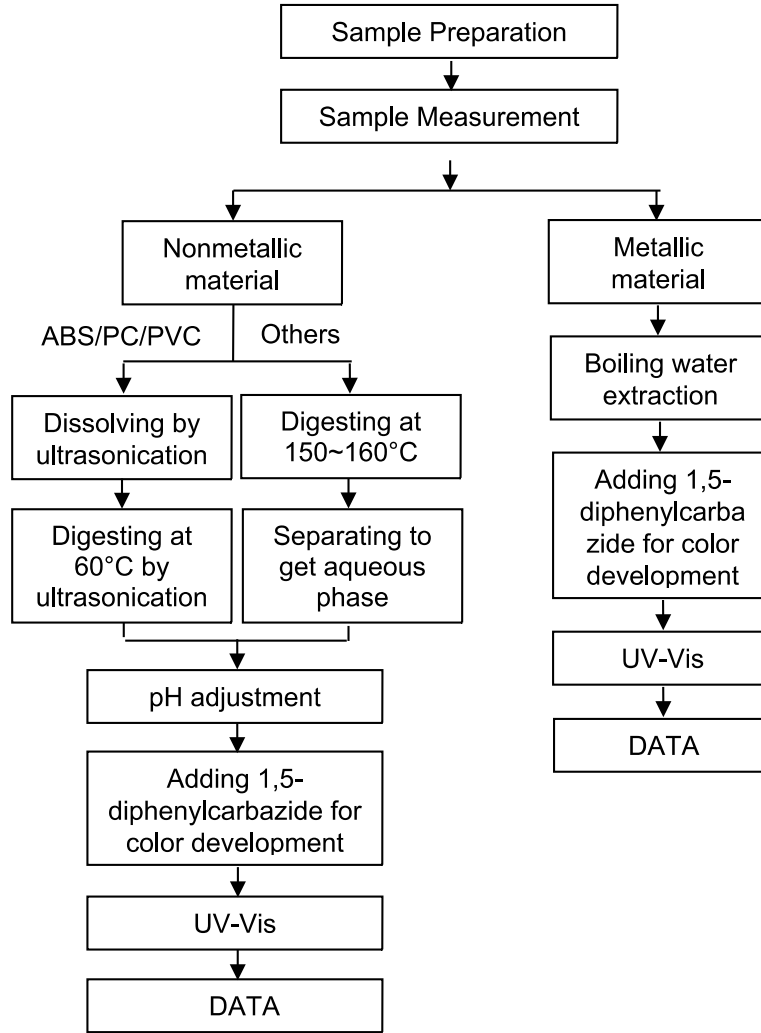 Sample Preparation
Sample Measurement
Nonmetallic
material
Metallic
material
ABS/PC/PVC
Others
Boiling water
extraction
Dissolving by
ultrasonication
Digesting at
150~160°C
Adding 1,5-
diphenylcarba
zide for color
development
Digesting at
60°C by
ultrasonication
Separating to
get aqueous
phase
UV-Vis
pH adjustment
DATA
Adding 1,5-
diphenylcarbazide for
color development
UV-Vis
DATA